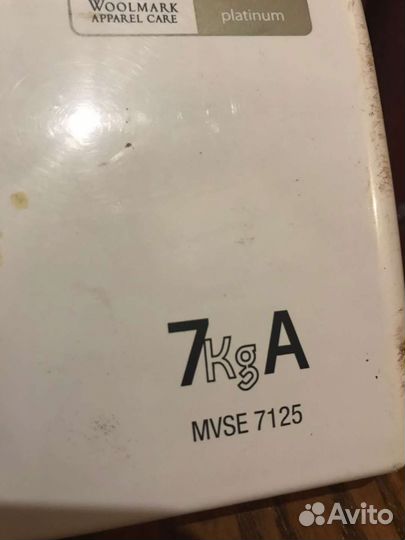 WOOLMARK
APPAREL CARE
platinum
7Kg A
MVSE 7125
Avito